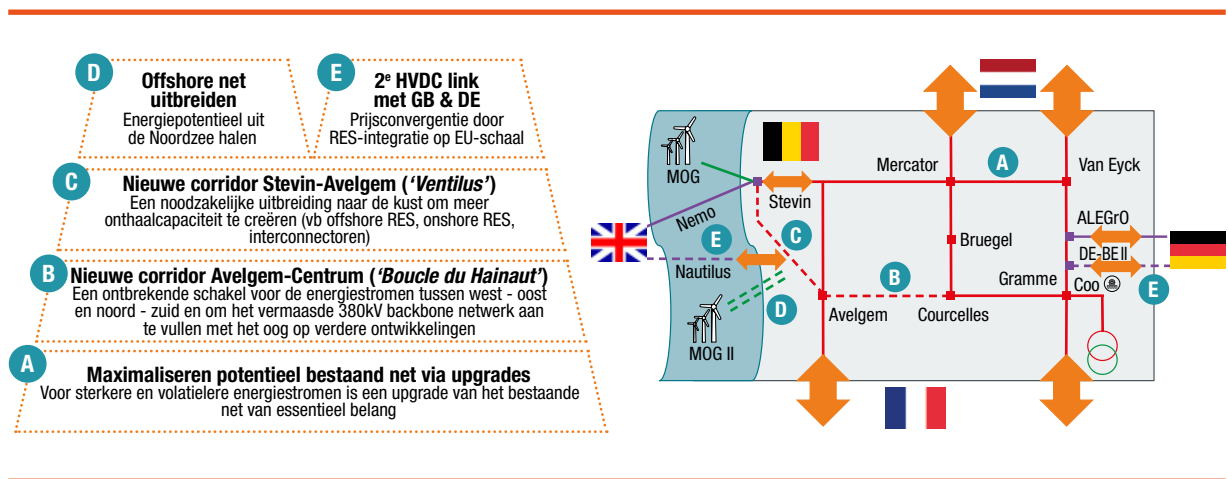 D
Offshore net
uitbreiden
Energiepotentieel uit
de Noordzee halen
E
2e HVDC link
met GB & DE
Prijsconvergentie door
RES-integratie op EU-schaal
C
Nieuwe corridor Stevin-Avelgem ('Ventilus')
Een noodzakelijke uitbreiding naar de kust om meer
onthaalcapaciteit te creëren (vb offshore RES, onshore RES,
interconnectoren)
B
Nieuwe corridor Avelgem-Centrum ('Boucle du Hainaut')
Een ontbrekende schakel voor de energiestromen tussen west - oost
en noord - zuid en om het vermaasde 380kV backbone netwerk aan
te vullen met het oog op verdere ontwikkelingen
A
Maximaliseren potentieel bestaand net via upgrades
Voor sterkere en volatielere energiestromen is een upgrade van het bestaande
net van essentieel belang
MOG
Mercator
A
Van Eyck
Stevin
Nemo
ALEGrO
C
E
Bruegel
DE-BE II
Nautilus
B
Gramme
Coo
E
D
Avelgem
Courcelles
MOG II